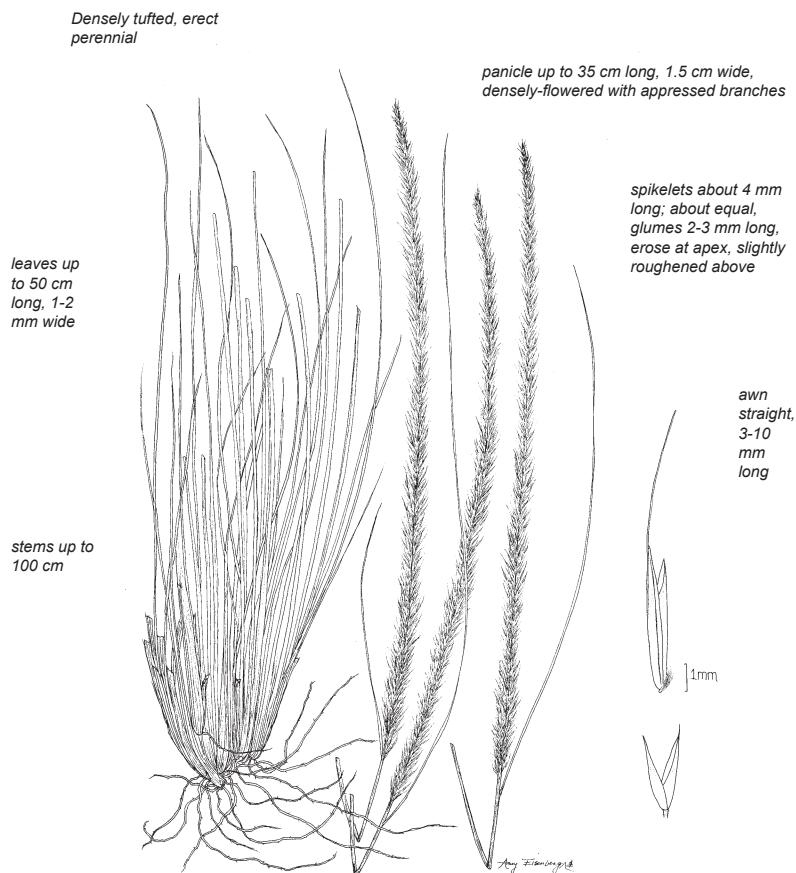 Densely tufted, erect
perennial
panicle up to 35 cm long, 1.5 cm wide,
densely-flowered with appressed branches
spikelets about 4 mm
long; about equal,
glumes 2-3 mm long,
erose at apex, slightly
roughened above
leaves up
to 50 cm
long, 1-2
mm wide
awn
straight,
3-10
mm
long
stems up to
100 cm
1mm
Amy Eisenberg